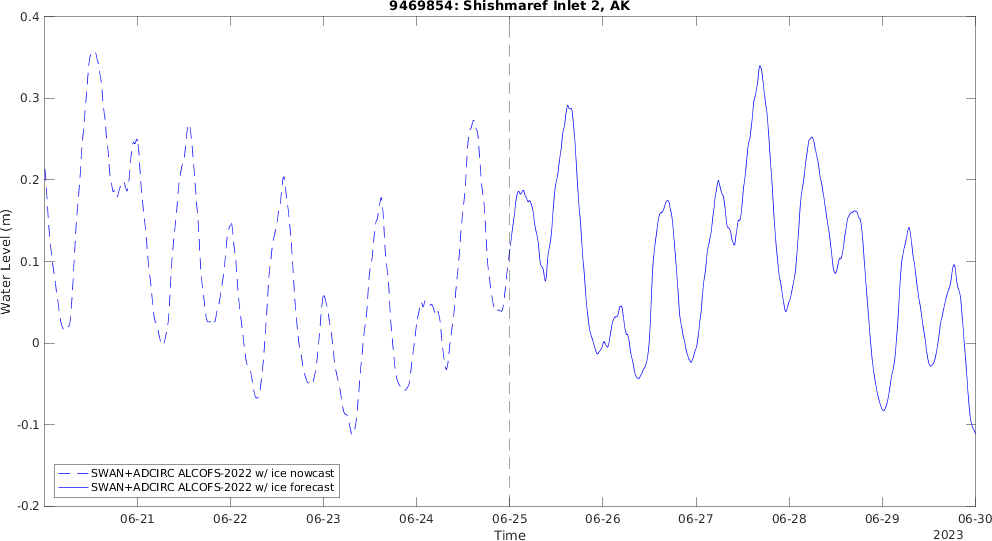 9469854: Shishmaref Inlet 2, AK
0.4
0.3
0.2
0.1
0
-0.1
-0.2
Water Level (m)
SWAN+ADCIRC ALCOFS-2022 w/ ice nowcast
SWAN+ADCIRC ALCOFS-2022 w/ ice forecast
06-21 06-22 06-23 06-24 06-25 06-26 06-27 06-28 06-29 06-30
Time
2023